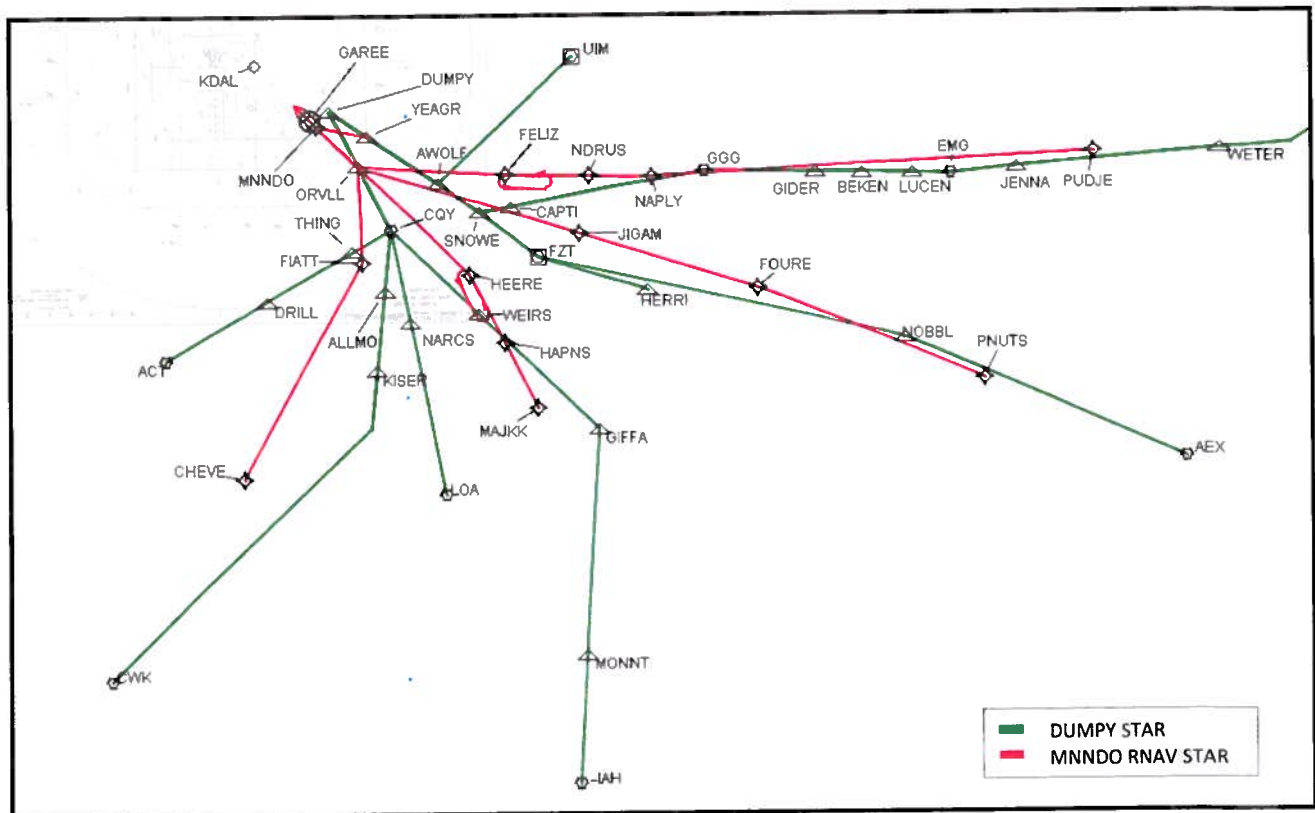 UIM
GAREE
KDAL
DUMPY
YEAGR
AWOLF
FELIZ
NDRUS
GGG
EMG
WETER
MNNDO
ORVLL
NAPLY
GIDER
BEKEN
LUCEN
JENNA
PUDJE
THING
CQY
SNOWE
CAPTI
JIGAM
FIATT
FZT
HEERE
HERRI
FOURE
DRILL
ALLMO
NARCS
WEIRS
HAPNS
NOBBL
PNUTS
ACT
KISER
MAJKK
GIFFA
CHEVE
LOA
AEX
CWK
MONNT
IAH
DUMPY STAR
MNNDO RNAV STAR